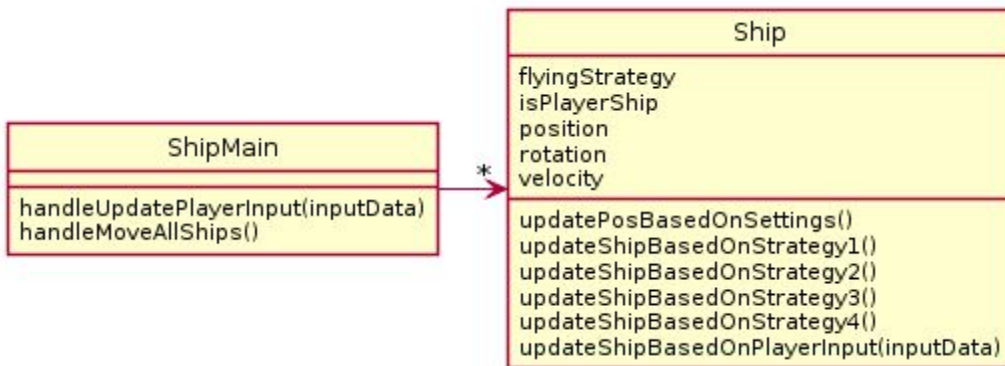 ShipMain
handleUpdatePlayerInput(inputData)
handleMoveAllShips()
*
Ship
flyingStrategy
isPlayerShip
position
rotation
velocity
updatePosBasedOnSettings()
updateShipBasedOnStrategy1()
updateShipBasedOnStrategy2()
updateShipBasedOnStrategy3()
updateShipBasedOnStrategy4()
updateShipBasedOnPlayerInput(inputData)